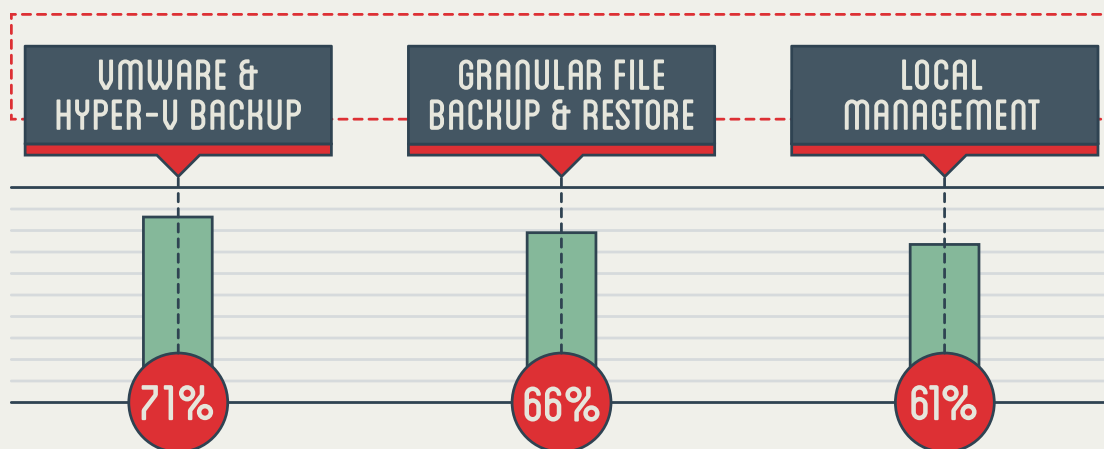 VMWARE &
HYPER-V BACKUP
GRANULAR FILE
BACKUP & RESTORE
LOCAL
MANAGEMENT
71%
66%
61%